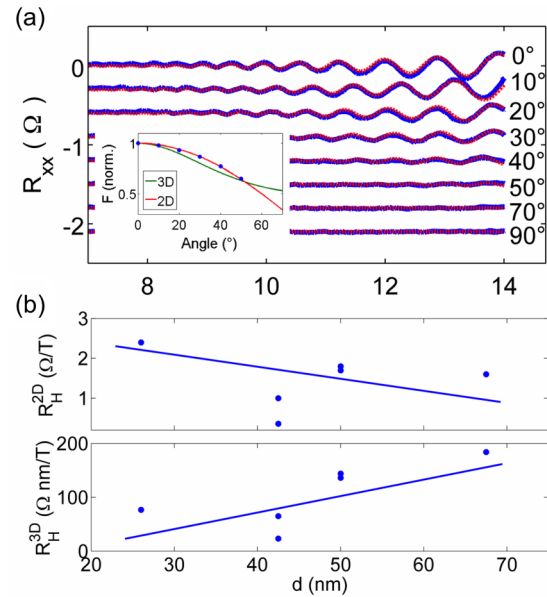 (a)
0
-1
-2
R_xx ( Ω )
0°
10°
20°
30°
40°
50°
70°
90°
1
0.5
F (norm.)
3D
2D
0 20 40 60
Angle (°)
8 10 12 14
(b)
3
2
1
0
R_H^2D (Ω/T)
200
100
0
R_H^3D (Ω nm/T)
20 30 40 50 60 70
d (nm)